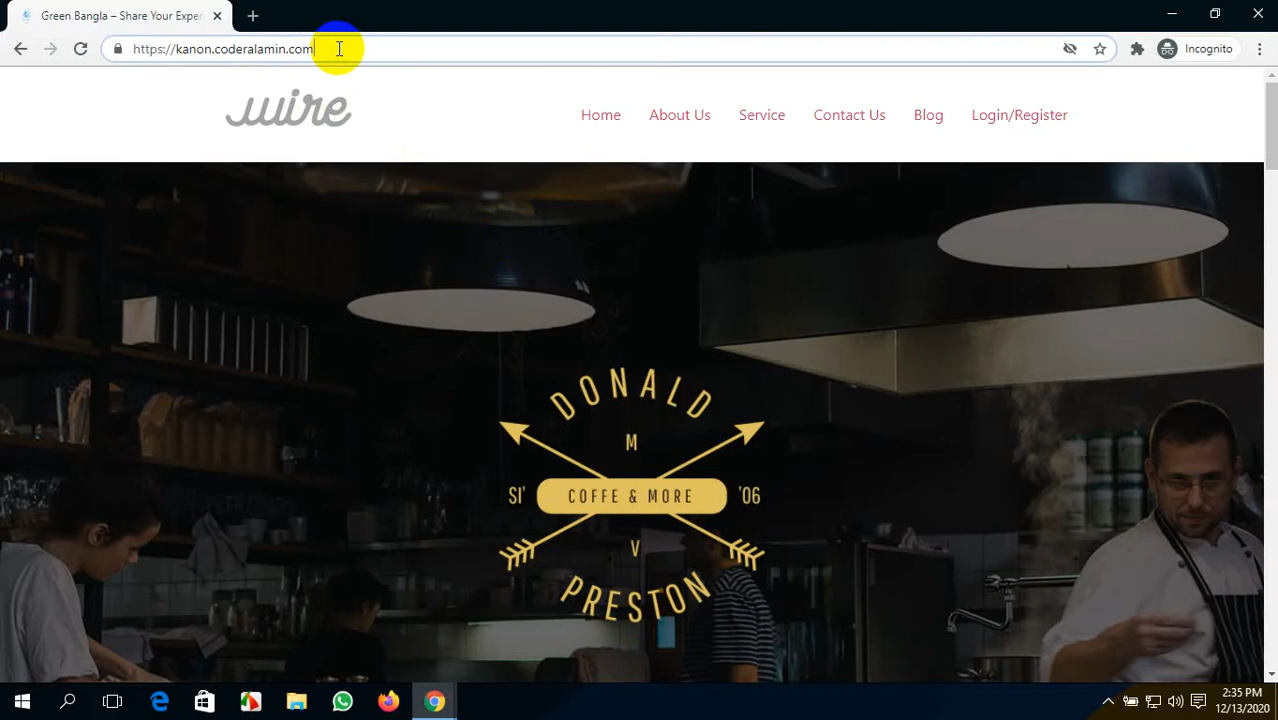 Green Bangla – Share Your Exper
https://kanon.coderalamin.com
Incognito
wire
Home
About Us
Service
Contact Us
Blog
Login/Register
DONALD
M
SI' COFFE & MORE '06
V
PRESTON
2:35 PM
12/13/2020